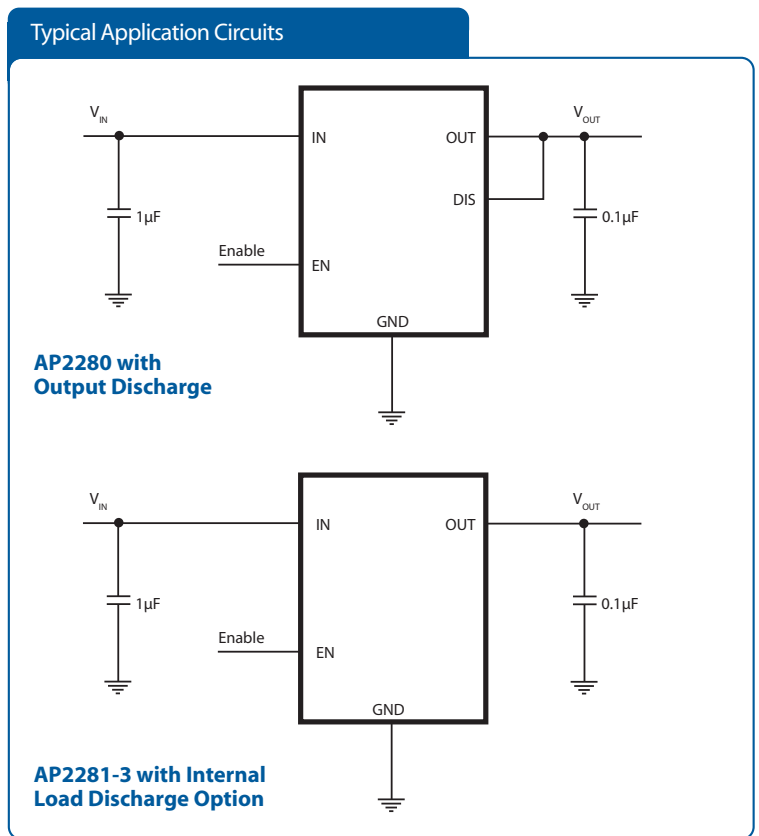 Typical Application Circuits
VIN
VOUT
IN
OUT
DIS
1µF
0.1µF
Enable
EN
GND
AP2280 with
Output Discharge
VIN
VOUT
IN
OUT
1µF
0.1µF
Enable
EN
GND
AP2281-3 with Internal
Load Discharge Option